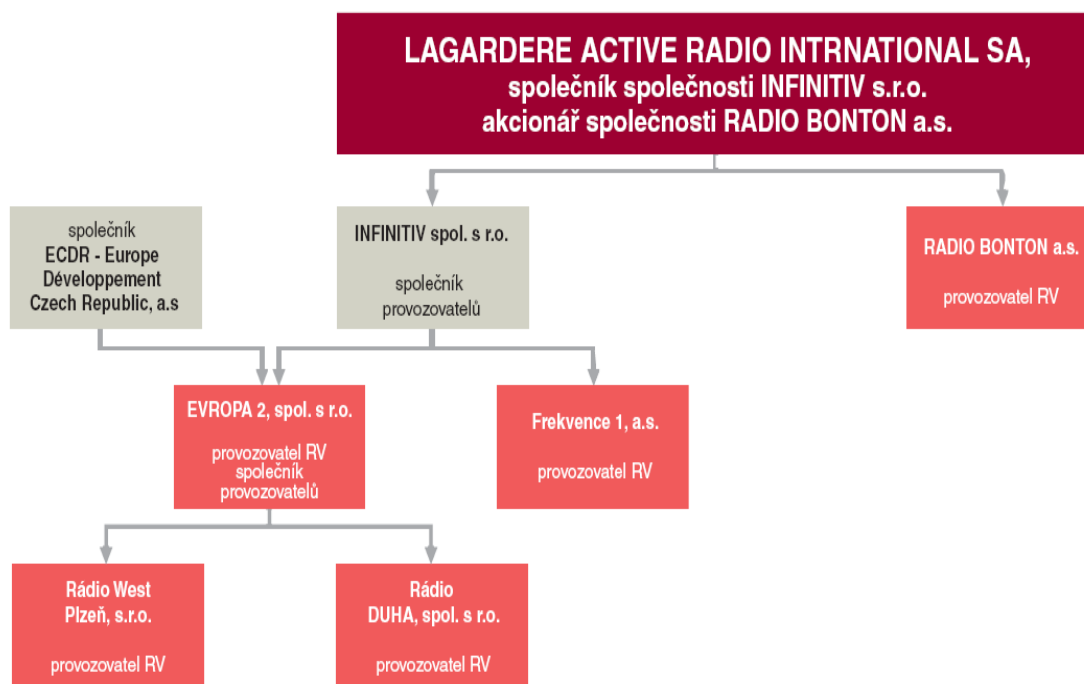 LAGARDERE ACTIVE RADIO INTRNATIONAL SA,
společník společnosti INFINITIV s.r.o.
akcionář společnosti RADIO BONTON a.s.
společník
ECDR - Europe
Développement
Czech Republic, a.s
INFINITIV spol. s r.o.
společník
provozovatelů
RADIO BONTON a.s.
provozovatel RV
EVROPA 2, spol. s r.o.
provozovatel RV
společník
provozovatelů
Frekvence 1, a.s.
provozovatel RV
Rádio West
Plzeň, s.r.o.
provozovatel RV
Rádio
DUHA, spol. s r.o.
provozovatel RV